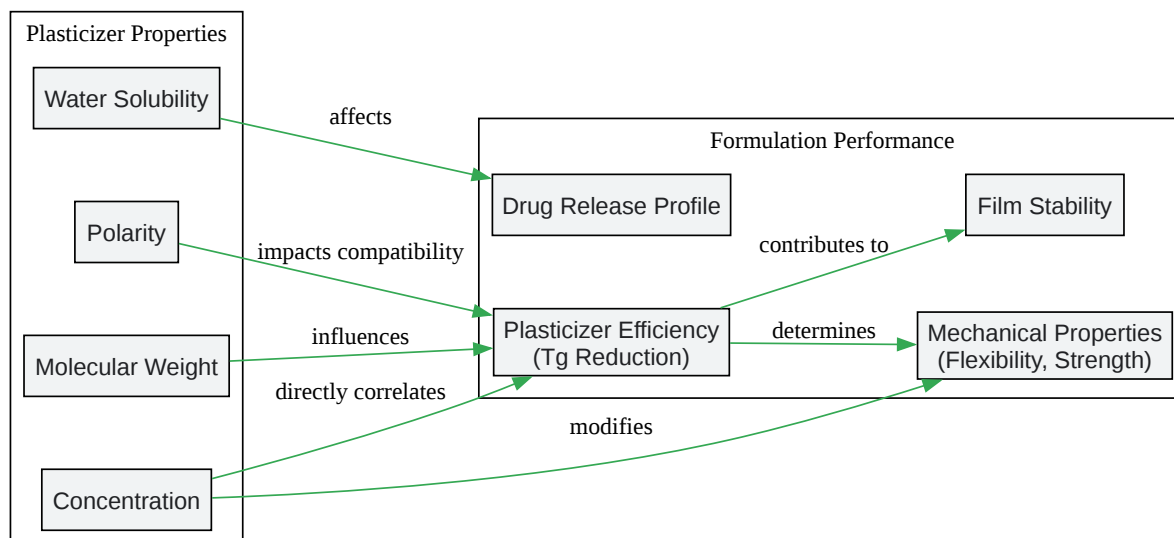 Plasticizer Properties
Water Solubility
affects
Formulation Performance
Drug Release Profile
Film Stability
Polarity
impacts compatibility
contributes to
Plasticizer Efficiency
(Tg Reduction)
determines
Mechanical Properties
(Flexibility, Strength)
Molecular Weight
influences
directly correlates
modifies
Concentration